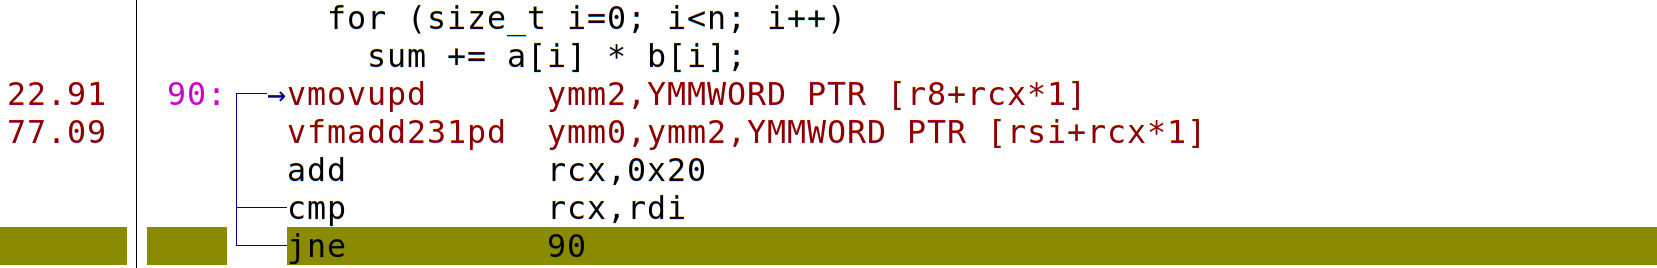 for (size_t i=0; i<n; i++)
sum += a[i] * b[i];
22.91 90: →vmovupd ymm2,YMMWORD PTR [r8+rcx*1]
77.09 vfmadd231pd ymm0,ymm2,YMMWORD PTR [rsi+rcx*1]
add rcx,0x20
cmp rcx,rdi
jne 90